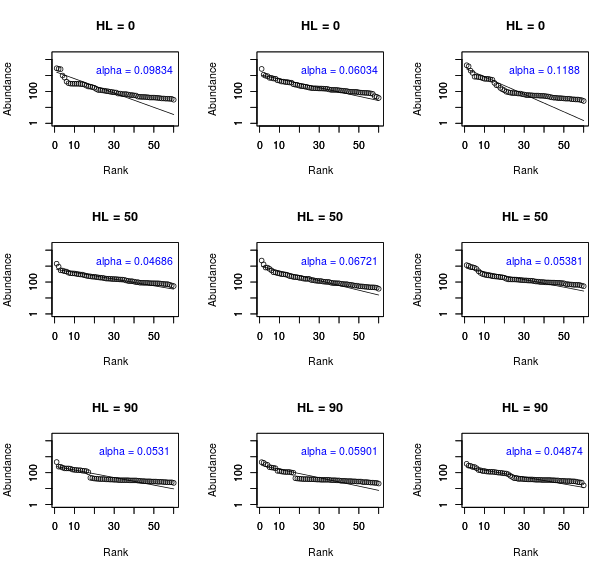 HL = 0
alpha = 0.09834
Abundance
1 100
0 10 30 50
Rank
HL = 0
alpha = 0.06034
Abundance
1 100
0 10 30 50
Rank
HL = 0
alpha = 0.1188
Abundance
1 100
0 10 30 50
Rank
HL = 50
alpha = 0.04686
Abundance
1 100
0 10 30 50
Rank
HL = 50
alpha = 0.06721
Abundance
1 100
0 10 30 50
Rank
HL = 50
alpha = 0.05381
Abundance
1 100
0 10 30 50
Rank
HL = 90
alpha = 0.0531
Abundance
1 100
0 10 30 50
Rank
HL = 90
alpha = 0.05901
Abundance
1 100
0 10 30 50
Rank
HL = 90
alpha = 0.04874
Abundance
1 100
0 10 30 50
Rank